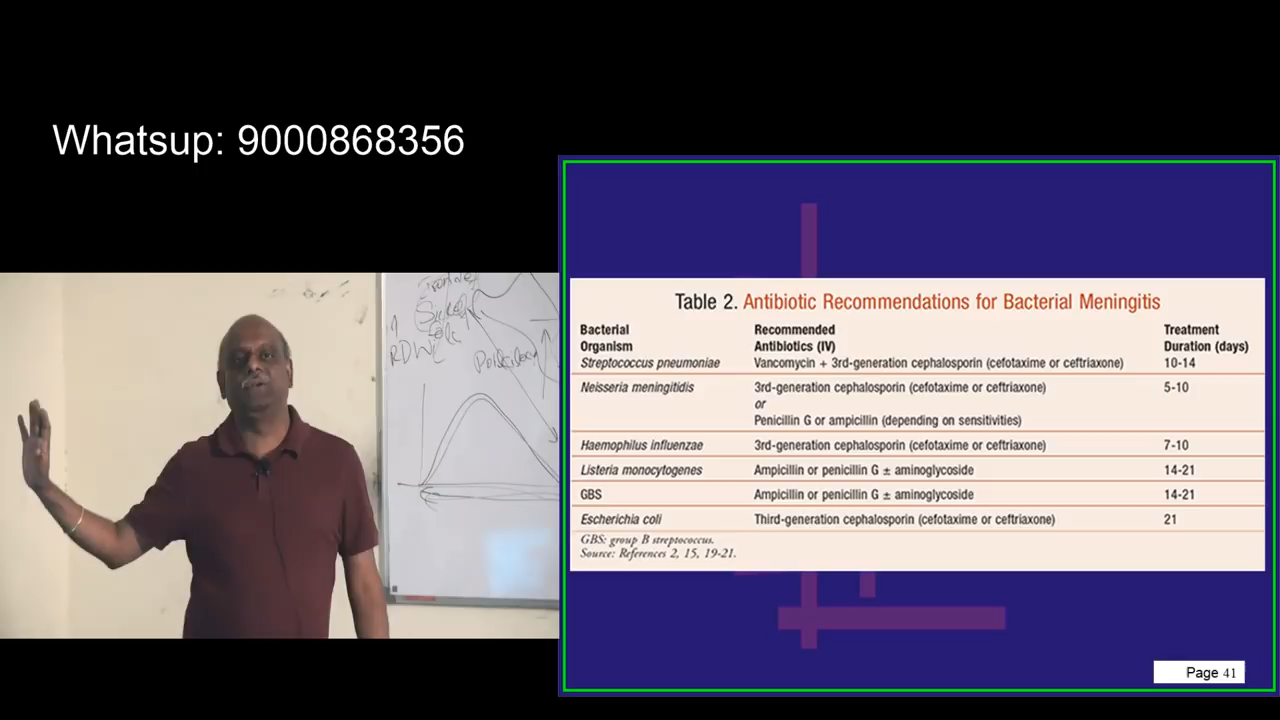 Whatsup: 9000868356
RDW
Table 2. Antibiotic Recommendations for Bacterial Meningitis
Bacterial Organism Recommended Antibiotics (IV) Treatment Duration (days)
Streptococcus pneumoniae Vancomycin + 3rd-generation cephalosporin (cefotaxime or ceftriaxone) 10-14
Neisseria meningitidis 3rd-generation cephalosporin (cefotaxime or ceftriaxone) 5-10
or
Penicillin G or ampicillin (depending on sensitivities)
Haemophilus influenzae 3rd-generation cephalosporin (cefotaxime or ceftriaxone) 7-10
Listeria monocytogenes Ampicillin or penicillin G ± aminoglycoside 14-21
GBS Ampicillin or penicillin G ± aminoglycoside 14-21
Escherichia coli Third-generation cephalosporin (cefotaxime or ceftriaxone) 21
GBS: group B streptococcus.
Source: References 2, 15, 19-21.
Page 41